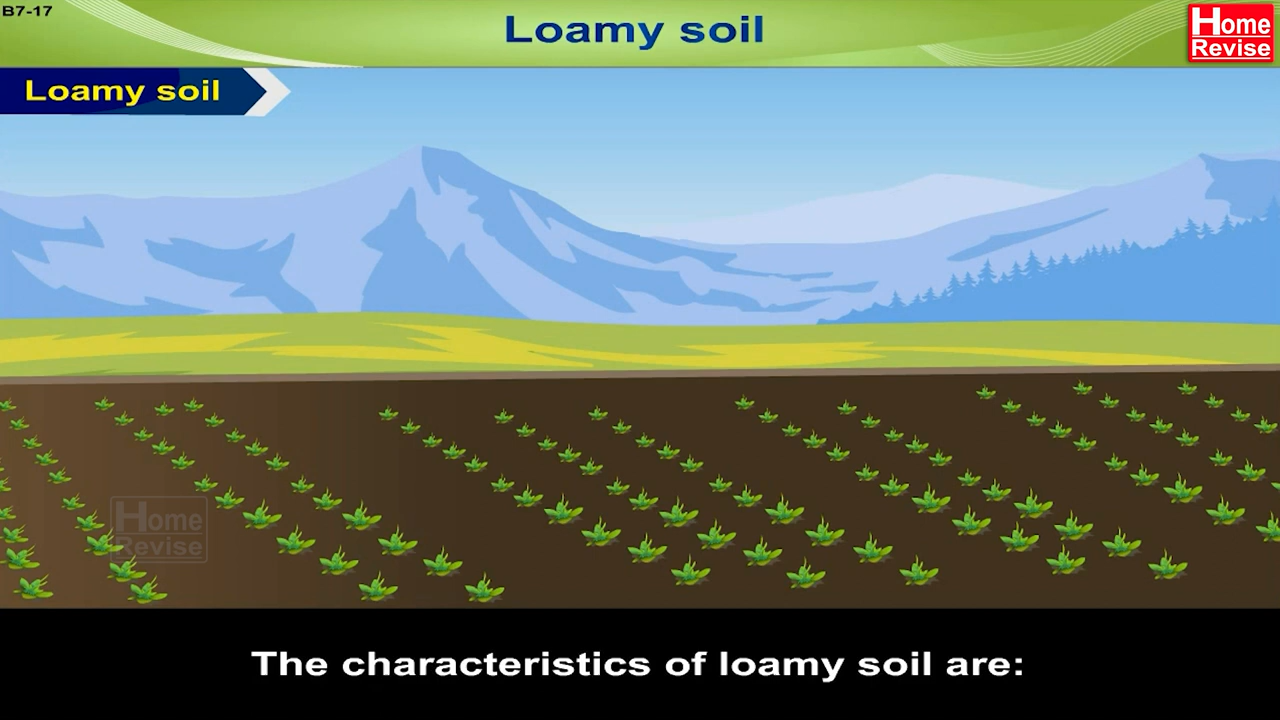 B7-17
Loamy soil
Home
Revise
Loamy soil
Home
Revise
The characteristics of loamy soil are: